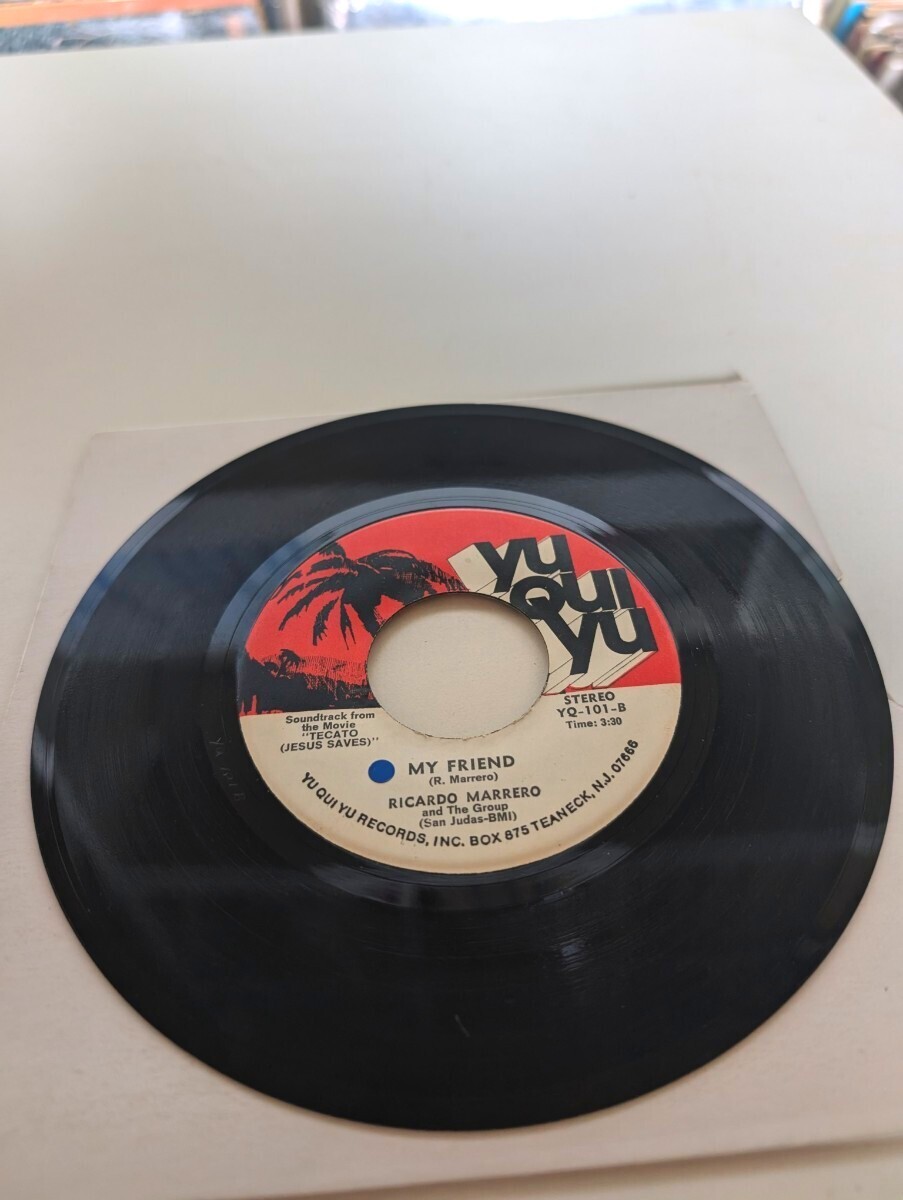 YU
QUI
YU
STEREO
YQ-101-B
Time: 3:30
Soundtrack from
the Movie
"TECATO
(JESUS SAVES)"
MY FRIEND
(R. Marrero)
RICARDO MARRERO
and The Group
(San Judas-BMI)
YU QUI YU RECORDS, INC. BOX 875 TEANECK, N.J. 07666